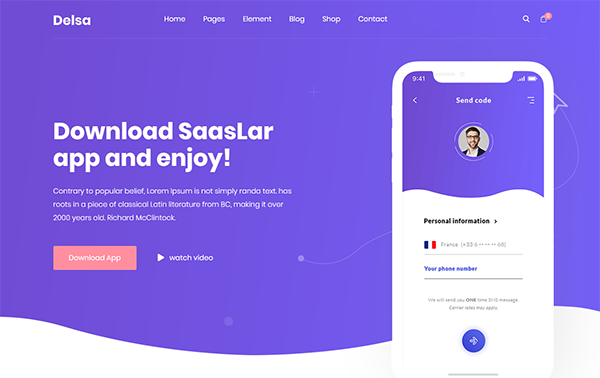 Delsa
Home Pages Element Blog Shop Contact
Download SaasLar
app and enjoy!
Contrary to popular belief, Lorem ipsum is not simply randa text. has
roots in a piece of classical Latin literature from BC, making it over
2000 years old. Richard McClintock.
Download App
watch video
9:41
Send code
Personal information
France (+33 6
Your phone number
We will send you ONE time SMS message.
Carrier rates may apply.